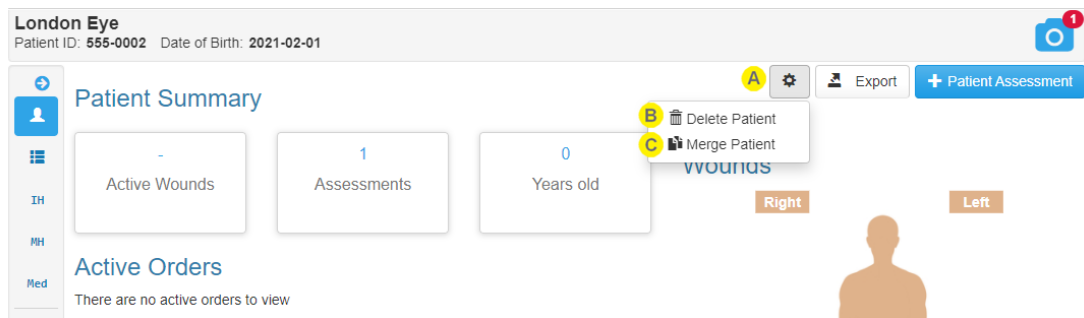 London Eye
Patient ID: 555-0002 Date of Birth: 2021-02-01
1
Patient Summary
A
Export
+ Patient Assessment
B Delete Patient
C Merge Patient
-
Active Wounds
1
Assessments
0
Years old
Wounds
Right
Left
IH
MH
Med
Active Orders
There are no active orders to view